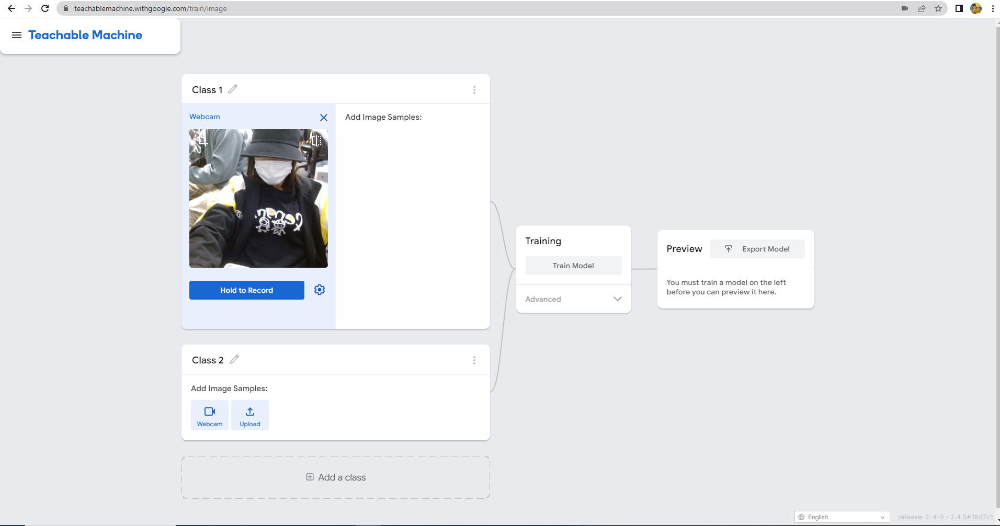 teachablemachine.withgoogle.com/train/image
Teachable Machine
Class 1
Webcam
Add Image Samples:
Hold to Record
Class 2
Add Image Samples:
Webcam
Upload
Add a class
Training
Train Model
Advanced
Preview
Export Model
You must train a model on the left
before you can preview it here.
English
release-2-4-5 - 2.4.5#18d7c1